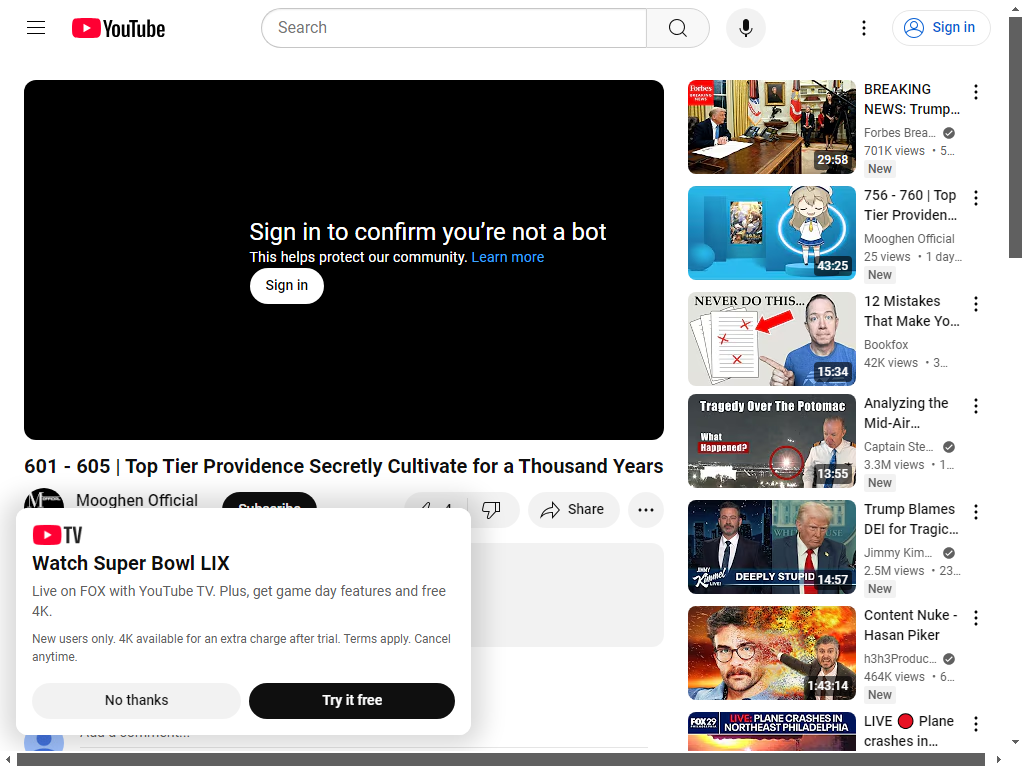 YouTube
Search
Sign in
Sign in to confirm you're not a bot
This helps protect our community. Learn more
Sign in
601 - 605 | Top Tier Providence Secretly Cultivate for a Thousand Years
Mooghen Official
Subscribe
4
Share
TV
Watch Super Bowl LIX
Live on FOX with YouTube TV. Plus, get game day features and free
4K.
New users only. 4K available for an extra charge after trial. Terms apply. Cancel
anytime.
No thanks
Try it free
Add a comment...
Forbes
BREAKING NEWS
29:58
BREAKING
NEWS: Trump...
Forbes Brea...
701K views • 5...
New
43:25
756 - 760 | Top
Tier Providen...
Mooghen Official
25 views • 1 day...
New
NEVER DO THIS...
15:34
12 Mistakes
That Make Yo...
Bookfox
42K views • 3...
Tragedy Over The Potomac
What
Happened?
13:55
Analyzing the
Mid-Air...
Captain Ste...
3.3M views • 1...
New
JIMMY
Kimmel
LIVE!
DEEPLY STUPID
14:57
Trump Blames
DEI for Tragic...
Jimmy Kim...
2.5M views • 23...
New
1:43:14
Content Nuke -
Hasan Piker
h3h3Produc...
464K views • 6...
New
FOX 29
LIVE: PLANE CRASHES IN
NORTHEAST PHILADELPHIA
LIVE 🔴 Plane
crashes in...